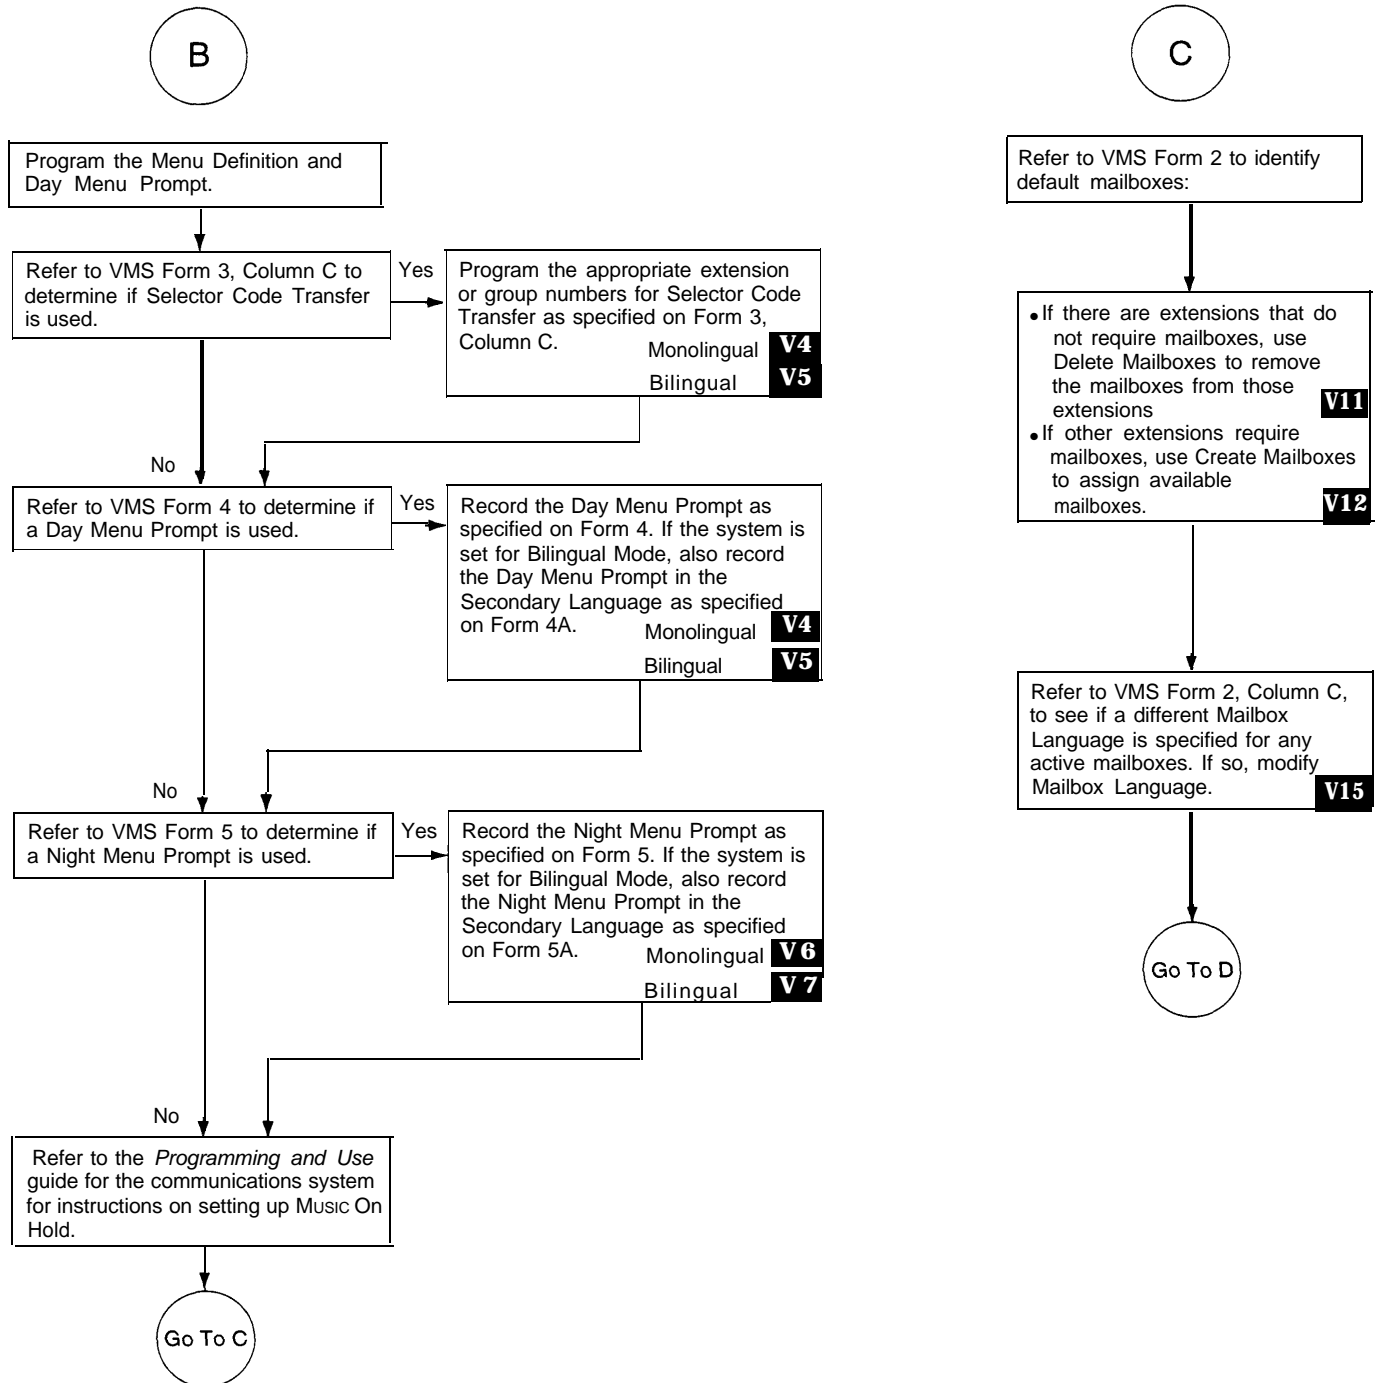 B
Program the Menu Definition and
Day Menu Prompt.
Refer to VMS Form 3, Column C to
determine if Selector Code Transfer
is used.
Yes
Program the appropriate extension
or group numbers for Selector Code
Transfer as specified on Form 3,
Column C.
Monolingual V4
Bilingual V5
No
Refer to VMS Form 4 to determine if
a Day Menu Prompt is used.
Yes
Record the Day Menu Prompt as
specified on Form 4. If the system is
set for Bilingual Mode, also record
the Day Menu Prompt in the
Secondary Language as specified
on Form 4A.
Monolingual V4
Bilingual V5
No
Refer to VMS Form 5 to determine if
a Night Menu Prompt is used.
Yes
Record the Night Menu Prompt as
specified on Form 5. If the system is
set for Bilingual Mode, also record
the Night Menu Prompt in the
Secondary Language as specified
on Form 5A.
Monolingual V6
Bilingual V7
No
Refer to the Programming and Use
guide for the communications system
for instructions on setting up Music On
Hold.
Go To C
C
Refer to VMS Form 2 to identify
default mailboxes:
• If there are extensions that do
not require mailboxes, use
Delete Mailboxes to remove
the mailboxes from those
extensions V11
• If other extensions require
mailboxes, use Create Mailboxes
to assign available
mailboxes. V12
Refer to VMS Form 2, Column C,
to see if a different Mailbox
Language is specified for any
active mailboxes. If so, modify
Mailbox Language. V15
Go To D